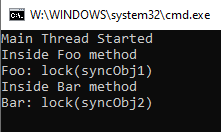 W:\WINDOWS\system32\cmd.exe
Main Thread Started
Inside Foo method
Foo: lock(syncObj1)
Inside Bar method
Bar: lock(syncObj2)